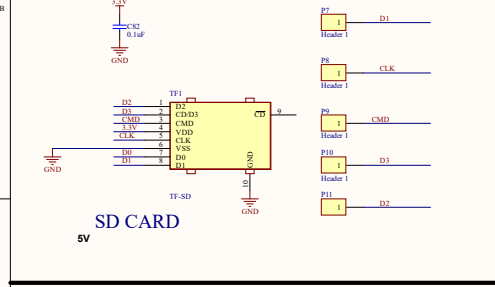 B
3.3V
C82
0.1uF
GND
TF1
D2 1 D2
D3 2 CD/D3
CMD 3 CMD
3.3V 4 VDD
CLK 5 CLK
6 VSS
D0 7 D0
D1 8 D1
CD 9
GND
10
GND
GND
TF-SD
SD CARD
5V
P7
1 D1
Header 1
P8
1 CLK
Header 1
P9
1 CMD
Header 1
P10
1 D3
Header 1
P11
1 D2
Header 1